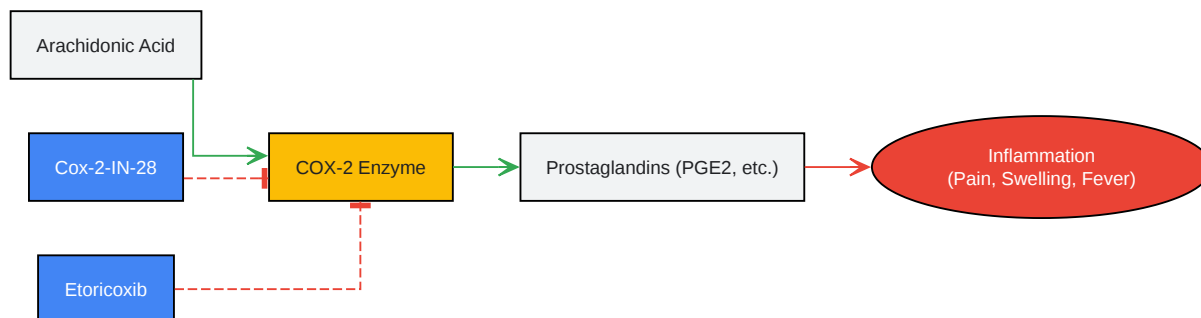 Arachidonic Acid
Cox-2-IN-28
COX-2 Enzyme
Prostaglandins (PGE2, etc.)
Inflammation
(Pain, Swelling, Fever)
Etoricoxib